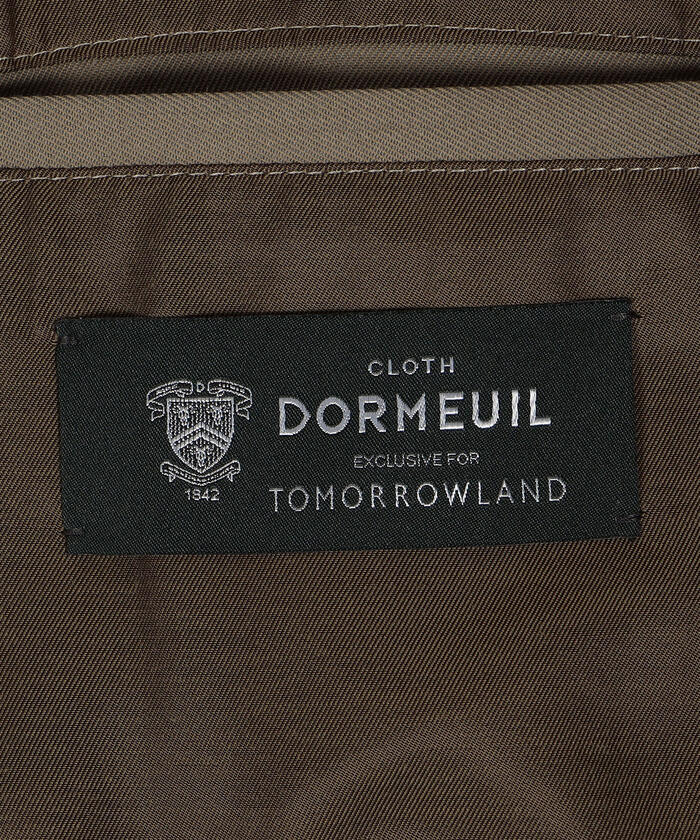 CLOTH
DORMEUIL
EXCLUSIVE FOR
TOMORROWLAND
D
1842